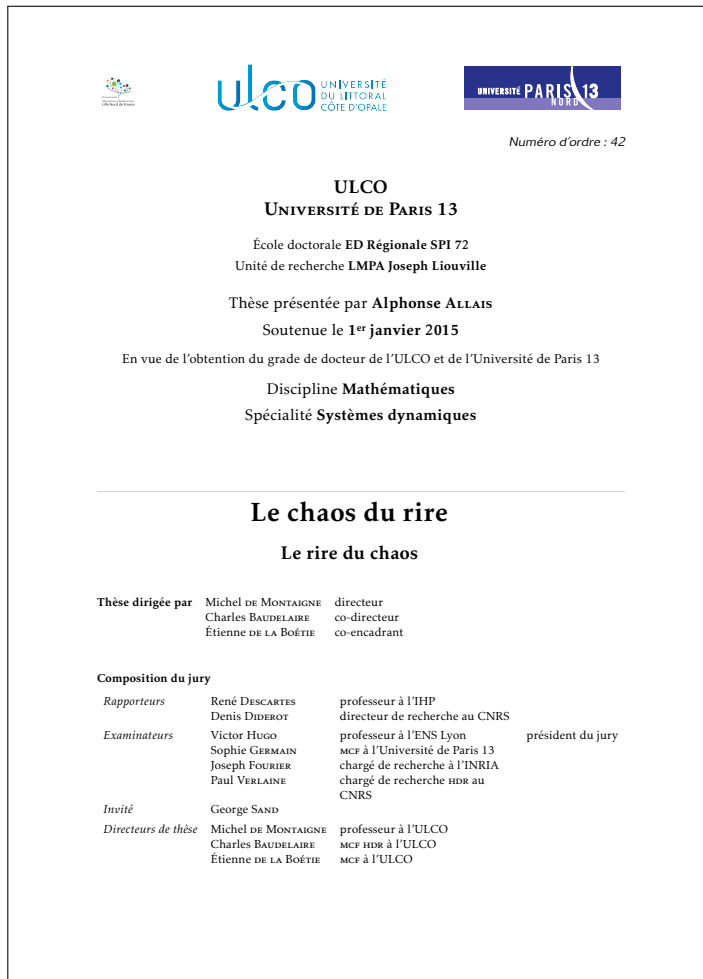 ulco UNIVERSITÉ
DU LITTORAL
CÔTE D'OPALE
UNIVERSITÉ PARIS 13
NORD
Lille Nord de France
Numéro d'ordre : 42
ULCO
Université de Paris 13
École doctorale ED Régionale SPI 72
Unité de recherche LMPA Joseph Liouville
Thèse présentée par Alphonse Allais
Soutenue le 1er janvier 2015
En vue de l'obtention du grade de docteur de l'ULCO et de l'Université de Paris 13
Discipline Mathématiques
Spécialité Systèmes dynamiques
Le chaos du rire
Le rire du chaos
Thèse dirigée par Michel de Montaigne directeur
Charles Baudelaire co-directeur
Étienne de la Boétie co-encadrant
Composition du jury
Rapporteurs René Descartes professeur à l'IHP
Denis Diderot directeur de recherche au CNRS
Examinateurs Victor Hugo professeur à l'ENS Lyon président du jury
Sophie Germain mcf à l'Université de Paris 13
Joseph Fourier chargé de recherche à l'INRIA
Paul Verlaine chargé de recherche hdr au
CNRS
Invité George Sand
Directeurs de thèse Michel de Montaigne professeur à l'ULCO
Charles Baudelaire mcf hdr à l'ULCO
Étienne de la Boétie mcf à l'ULCO